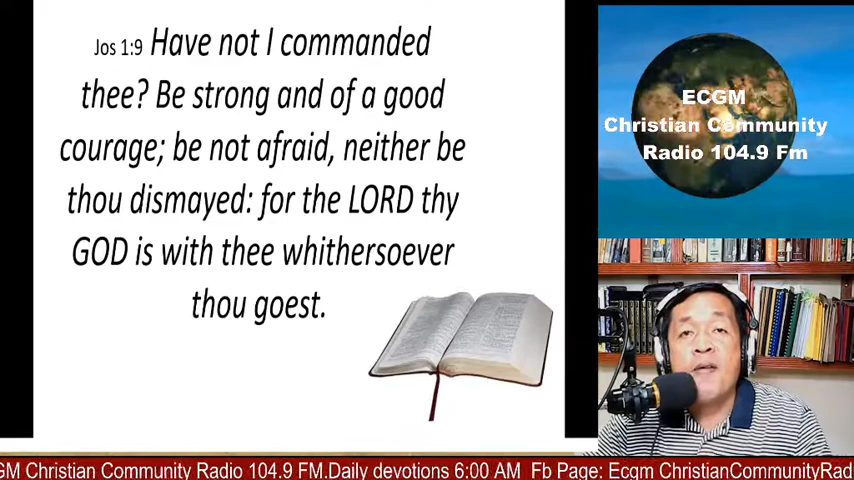 Jos 1:9 Have not I commanded
thee? Be strong and of a good
courage; be not afraid, neither be
thou dismayed: for the LORD thy
GOD is with thee whithersoever
thou goest.
ECGM
Christian Community
Radio 104.9 Fm
GM Christian Community Radio 104.9 FM.Daily devotions 6:00 AM Fb Page: Ecgm ChristianCommunityRad